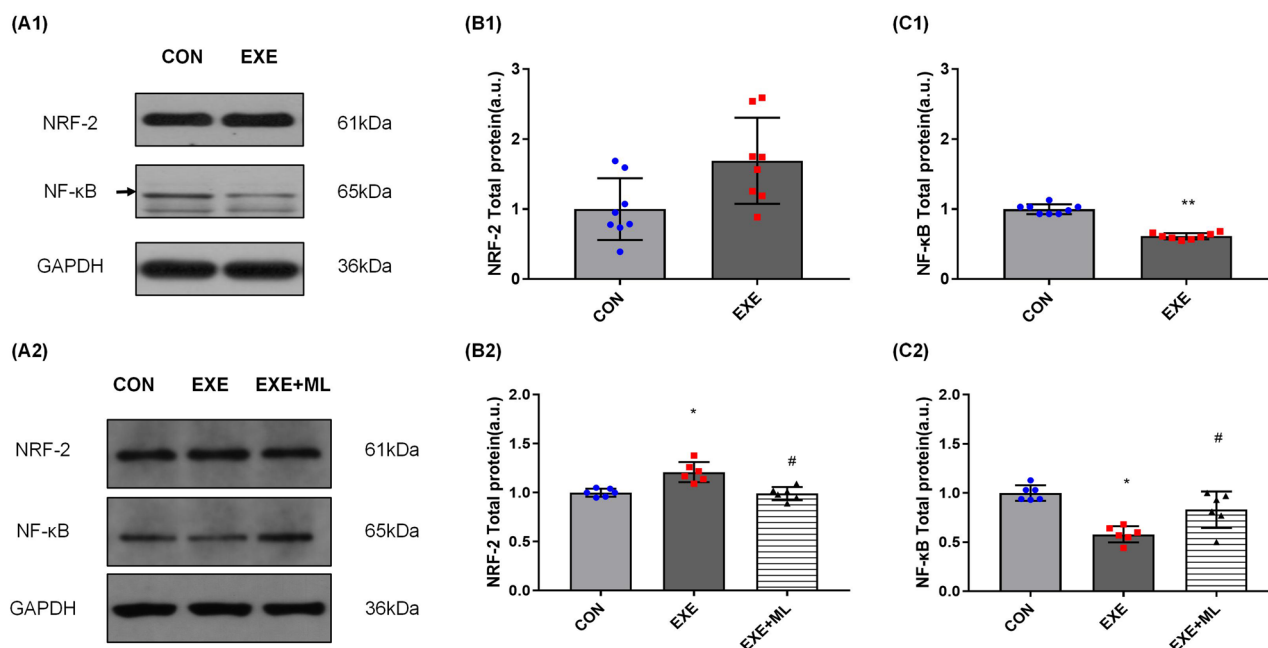 (A1)
CON EXE
NRF-2 61kDa
NF-κB 65kDa
GAPDH 36kDa
(B1)
NRF-2 Total protein(a.u.)
3
2
1
0
CON
EXE
(C1)
NF-κB Total protein(a.u.)
3
2
1
0
**
CON
EXE
(A2)
CON EXE EXE+ML
NRF-2 61kDa
NF-κB 65kDa
GAPDH 36kDa
(B2)
NRF-2 Total protein(a.u.)
2.0
1.5
1.0
0.5
0.0
*
#
CON
EXE
EXE+ML
(C2)
NF-κB Total protein(a.u.)
2.0
1.5
1.0
0.5
0.0
*
#
CON
EXE
EXE+ML